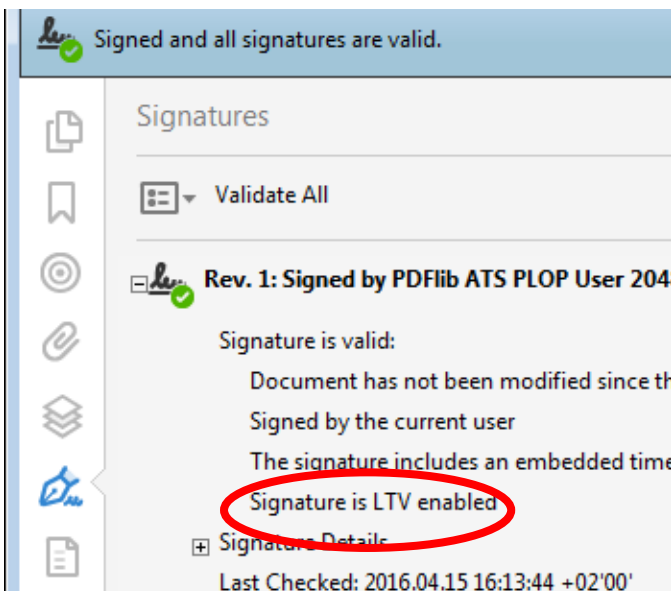 Signed and all signatures are valid.
Signatures
Validate All
Rev. 1: Signed by PDFlib ATS PLOP User 204
Signature is valid:
Document has not been modified since th
Signed by the current user
The signature includes an embedded time
Signature is LTV enabled
Signature Details
Last Checked: 2016.04.15 16:13:44 +02'00'